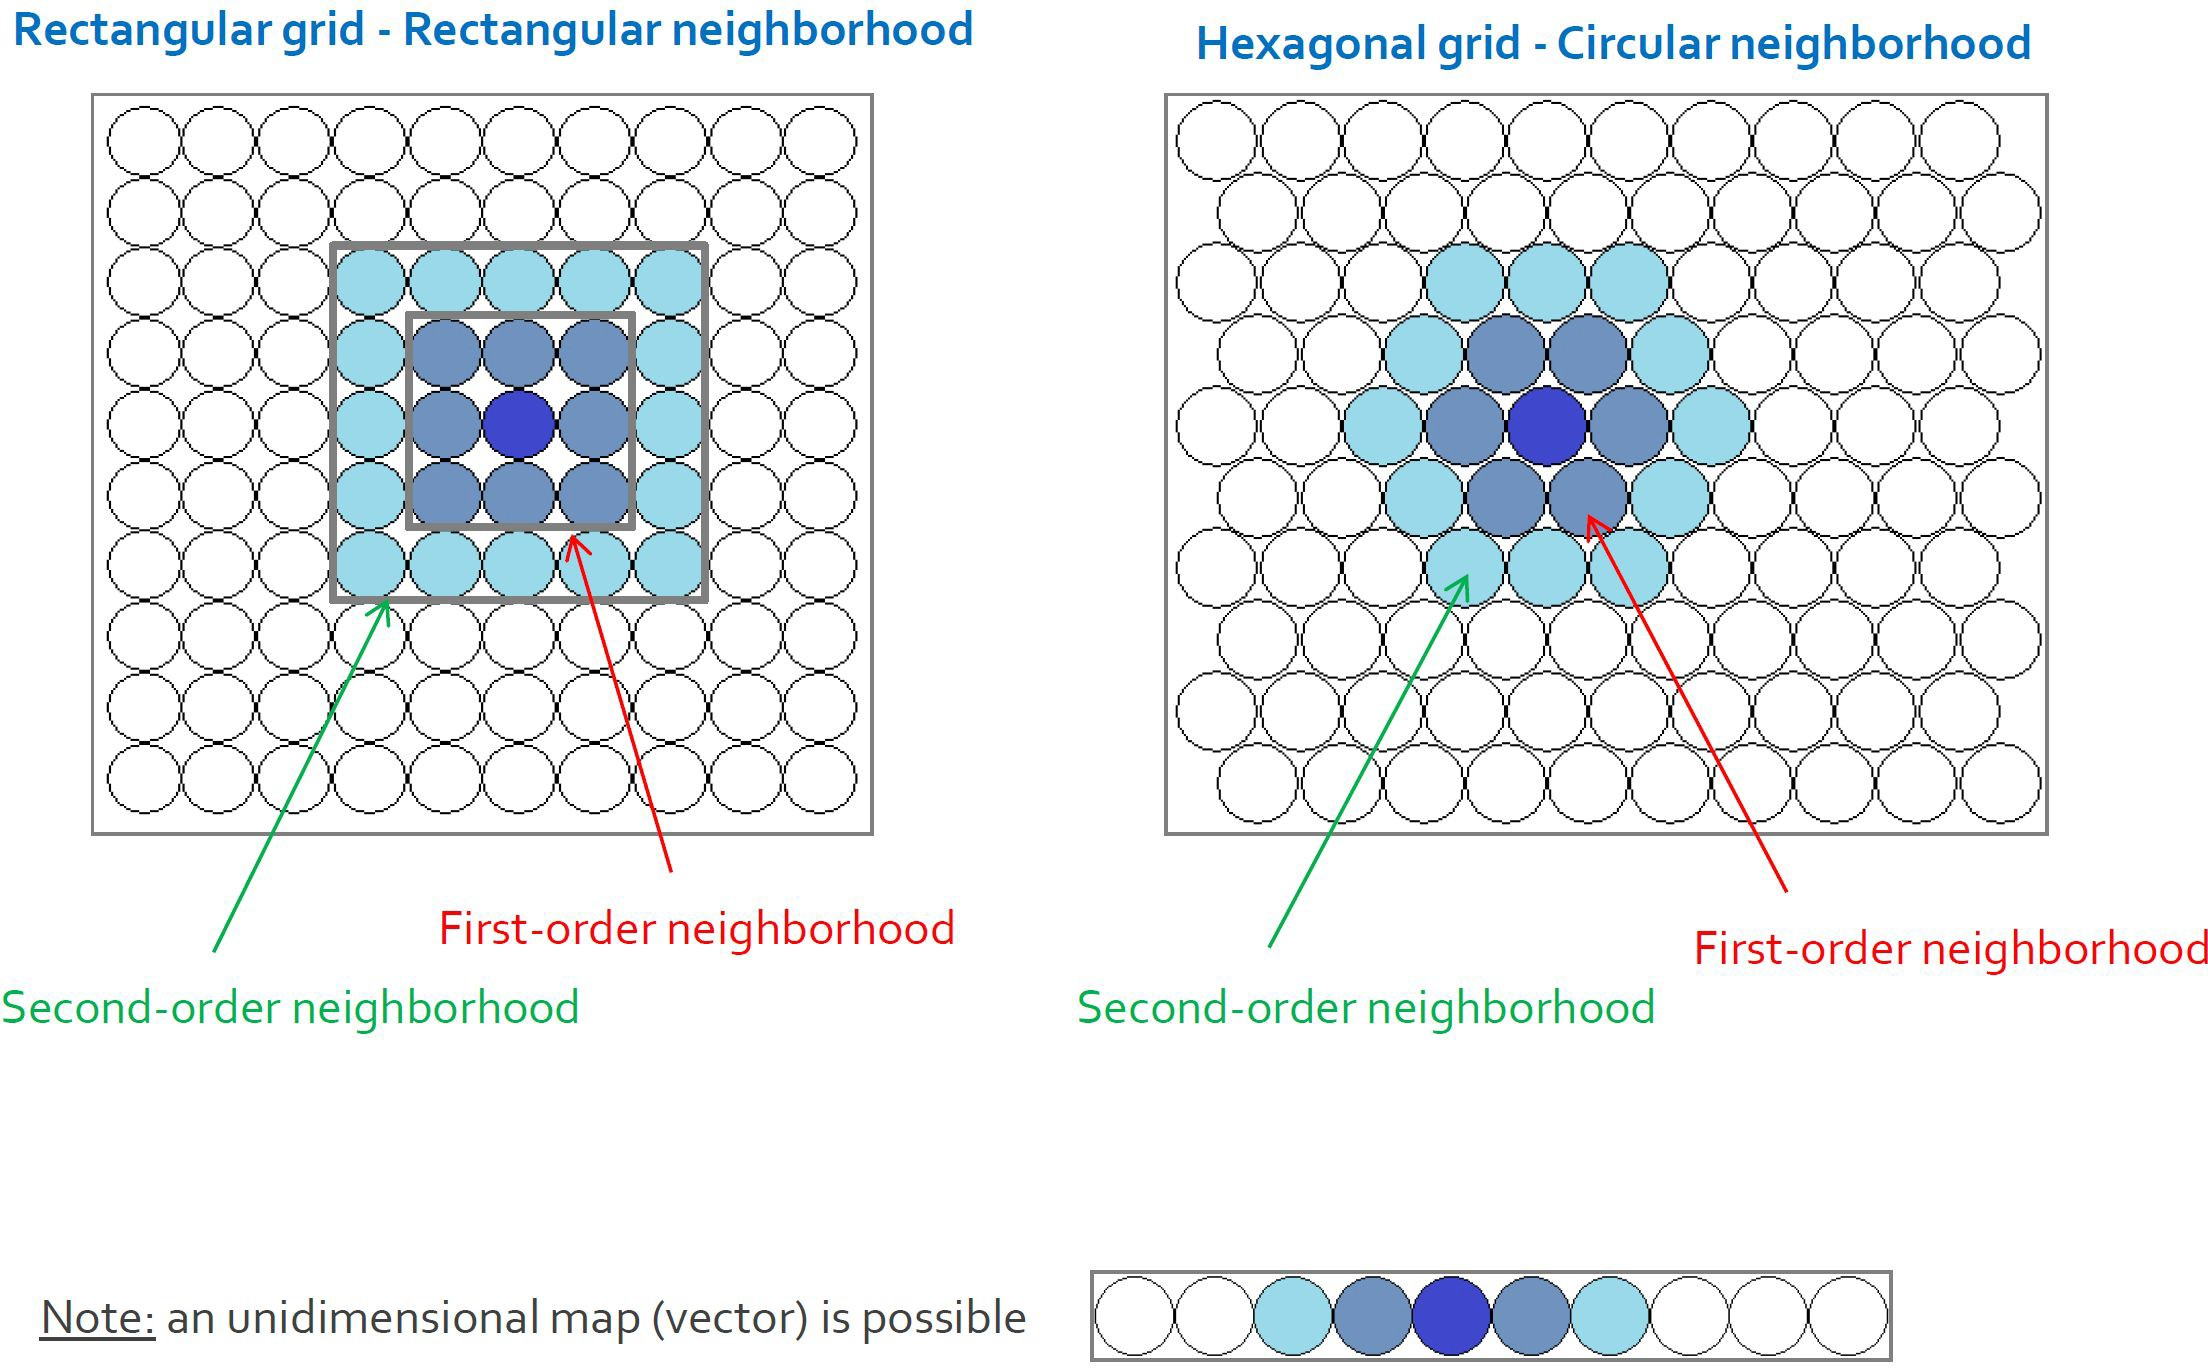 Rectangular grid - Rectangular neighborhood
Hexagonal grid - Circular neighborhood
First-order neighborhood
Second-order neighborhood
First-order neighborhood
Second-order neighborhood
Note: an unidimensional map (vector) is possible